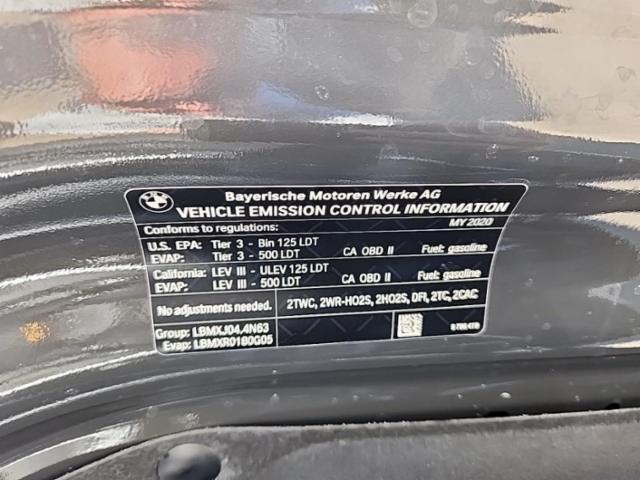 BMW
Bayerische Motoren Werke AG
VEHICLE EMISSION CONTROL INFORMATION
Conforms to regulations: MY 2020
U.S. EPA: Tier 3 - Bin 125 LDT
EVAP: Tier 3 - 500 LDT CA OBD II Fuel: gasoline
California: LEV III - ULEV 125 LDT
EVAP: LEV III - 500 LDT CA OBD II Fuel: gasoline
No adjustments needed. 2TWC, 2WR-HO2S, 2HO2S, DFI, 2TC, 2CAC
Group: LBMXJ04.4N63
Evap: LBMXR0180G05